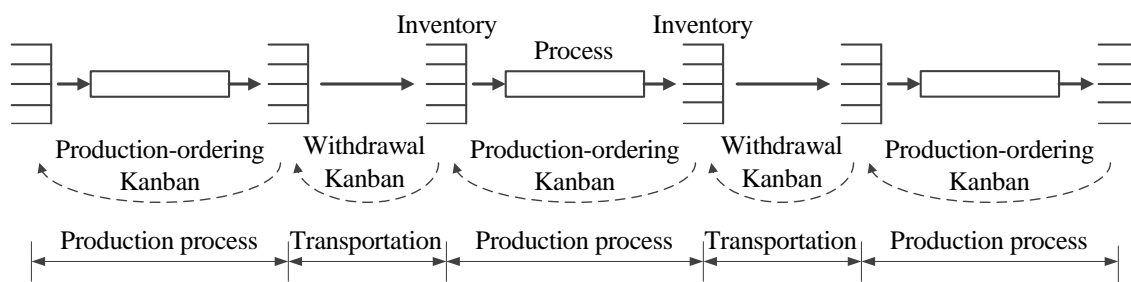 Inventory
Inventory
Process
Production-ordering
Kanban
Withdrawal
Kanban
Production-ordering
Kanban
Withdrawal
Kanban
Production-ordering
Kanban
Production process
Transportation
Production process
Transportation
Production process